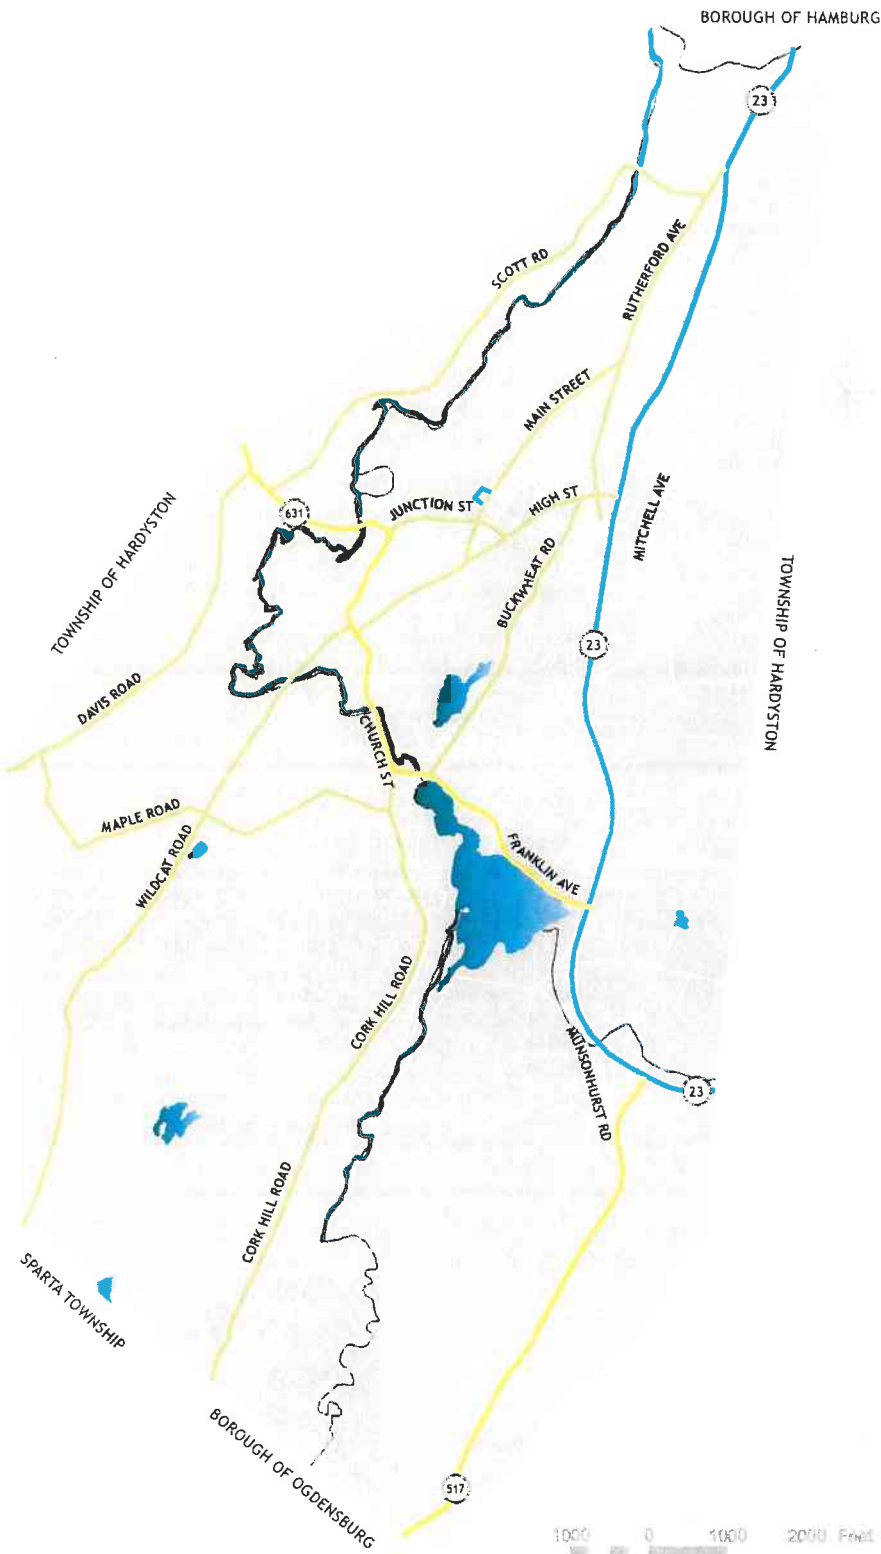 BOROUGH OF HAMBURG
23
RUTHERFORD AVE
SCOTT RD
MAIN STREET
TOWNSHIP OF HARDYSTON
631
JUNCTION ST
HIGH ST
MITCHELL AVE
BUCKWHEAT RD
TOWNSHIP OF HARDYSTON
23
DAVIS ROAD
CHURCH ST
MAPLE ROAD
WILDCAT ROAD
FRANKLIN AVE
CORK HILL ROAD
MUNSONHURST RD
23
CORK HILL ROAD
SPARTA TOWNSHIP
BOROUGH OF OGDENSBURG
517
1000 0 1000 2000 Feet